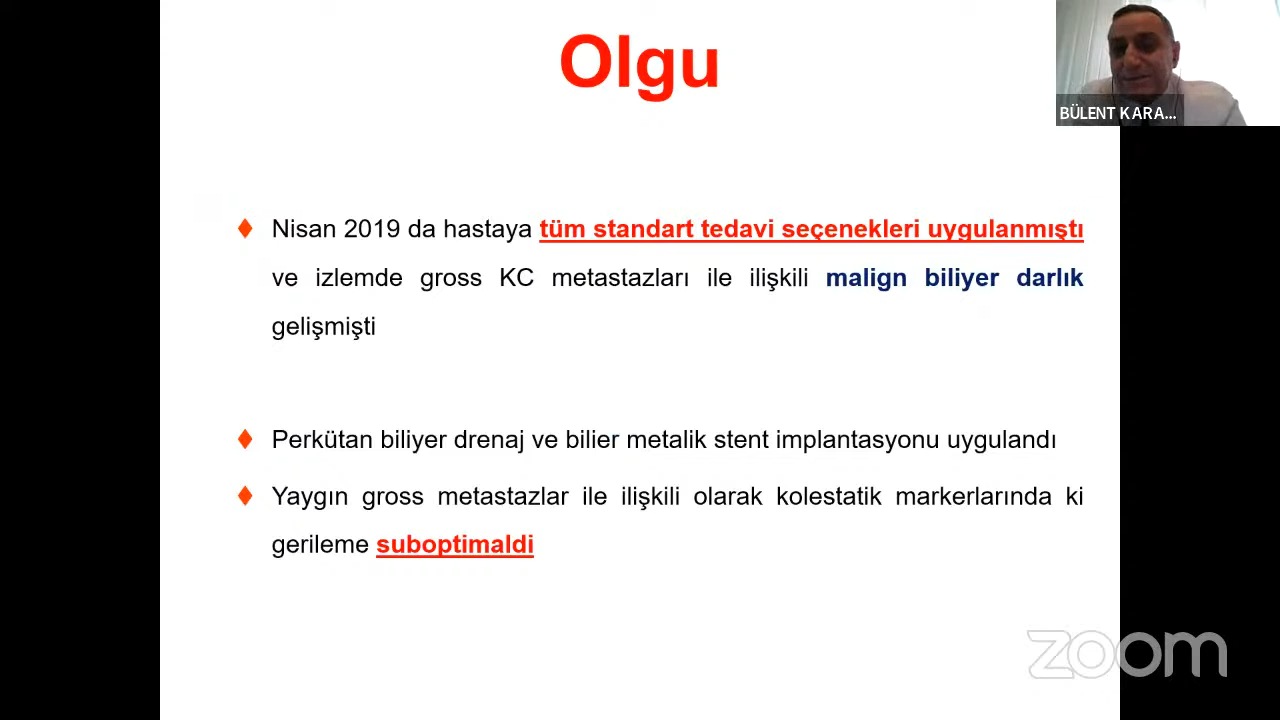 Olgu
BÜLENT KARA...
Nisan 2019 da hastaya tüm standart tedavi seçenekleri uygulanmıştı
ve izlemde gross KC metastazları ile ilişkili malign biliyer darlık
gelişmişti
Perkütan biliyer drenaj ve bilier metalik stent implantasyonu uygulandı
Yaygın gross metastazlar ile ilişkili olarak kolestatik markerlarında ki
gerileme suboptimaldi
zoom